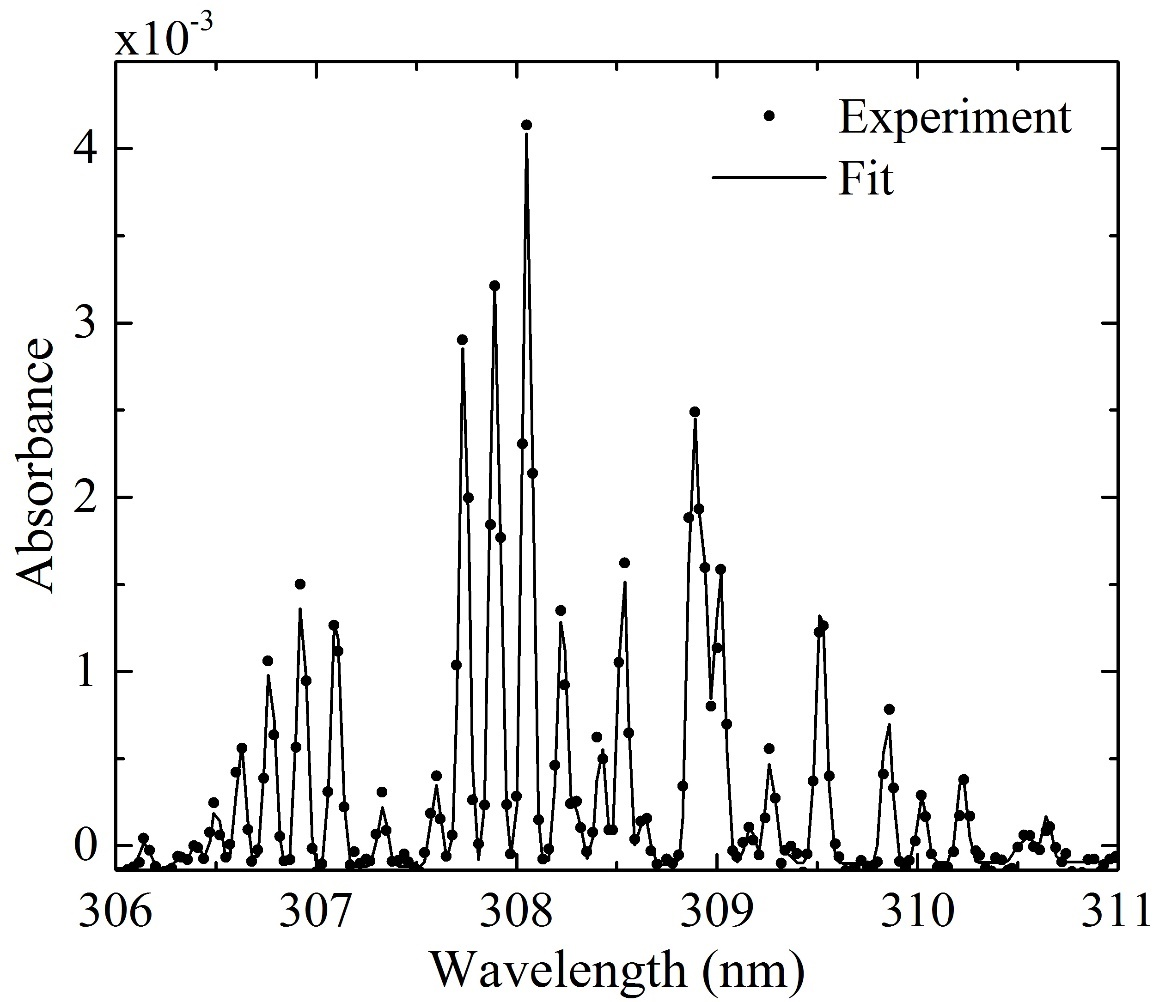 x10⁻³
Experiment
Fit
4
3
2
1
0
Absorbance
306 307 308 309 310 311
Wavelength (nm)